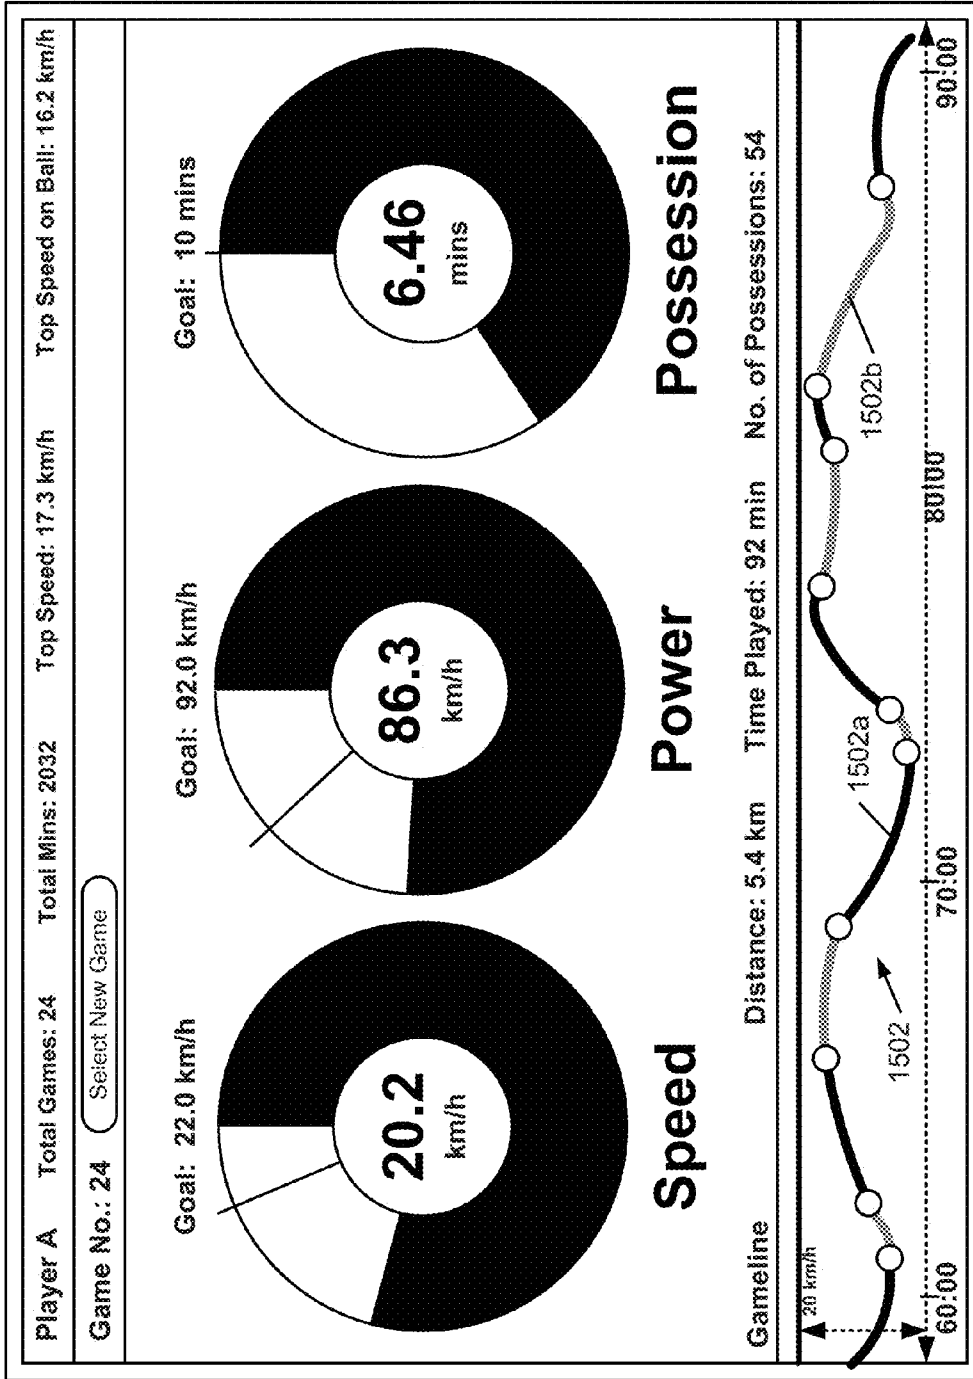 Player A Total Games: 24 Total Mins: 2032 Top Speed: 17.3 km/h Top Speed on Ball: 16.2 km/h
Game No.: 24 Select New Game
Goal: 22.0 km/h Goal: 92.0 km/h Goal: 10 mins
20.2 86.3 6.46
km/h km/h mins
Speed Power Possession
Gameline Distance: 5.4 km Time Played: 92 min No. of Possessions: 54
20 km/h
1502 1502a 1502b
60:00 70:00 80:00 90:00